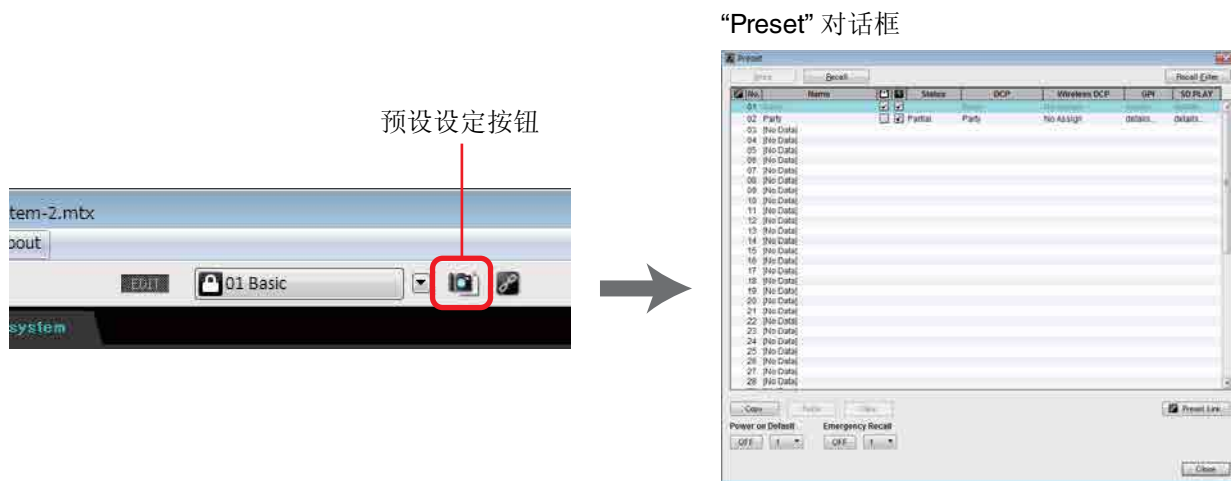 “Preset” 对话框
预设设定按钮
tem-2.mtx
bout
EDIT 01 Basic
system
Preset
Store Recall Recall Filter
No. Name Status DCP Wireless DCP GPI SD PLAY
01
02 Party Partial Party No Assign details... details...
03 [No Data]
04 [No Data]
05 [No Data]
06 [No Data]
07 [No Data]
08 [No Data]
09 [No Data]
10 [No Data]
11 [No Data]
12 [No Data]
13 [No Data]
14 [No Data]
15 [No Data]
16 [No Data]
17 [No Data]
18 [No Data]
19 [No Data]
20 [No Data]
21 [No Data]
22 [No Data]
23 [No Data]
24 [No Data]
25 [No Data]
26 [No Data]
27 [No Data]
28 [No Data]
Copy Paste Clear Preset Link...
Power on Default Emergency Recall
OFF 1 OFF 1
Close